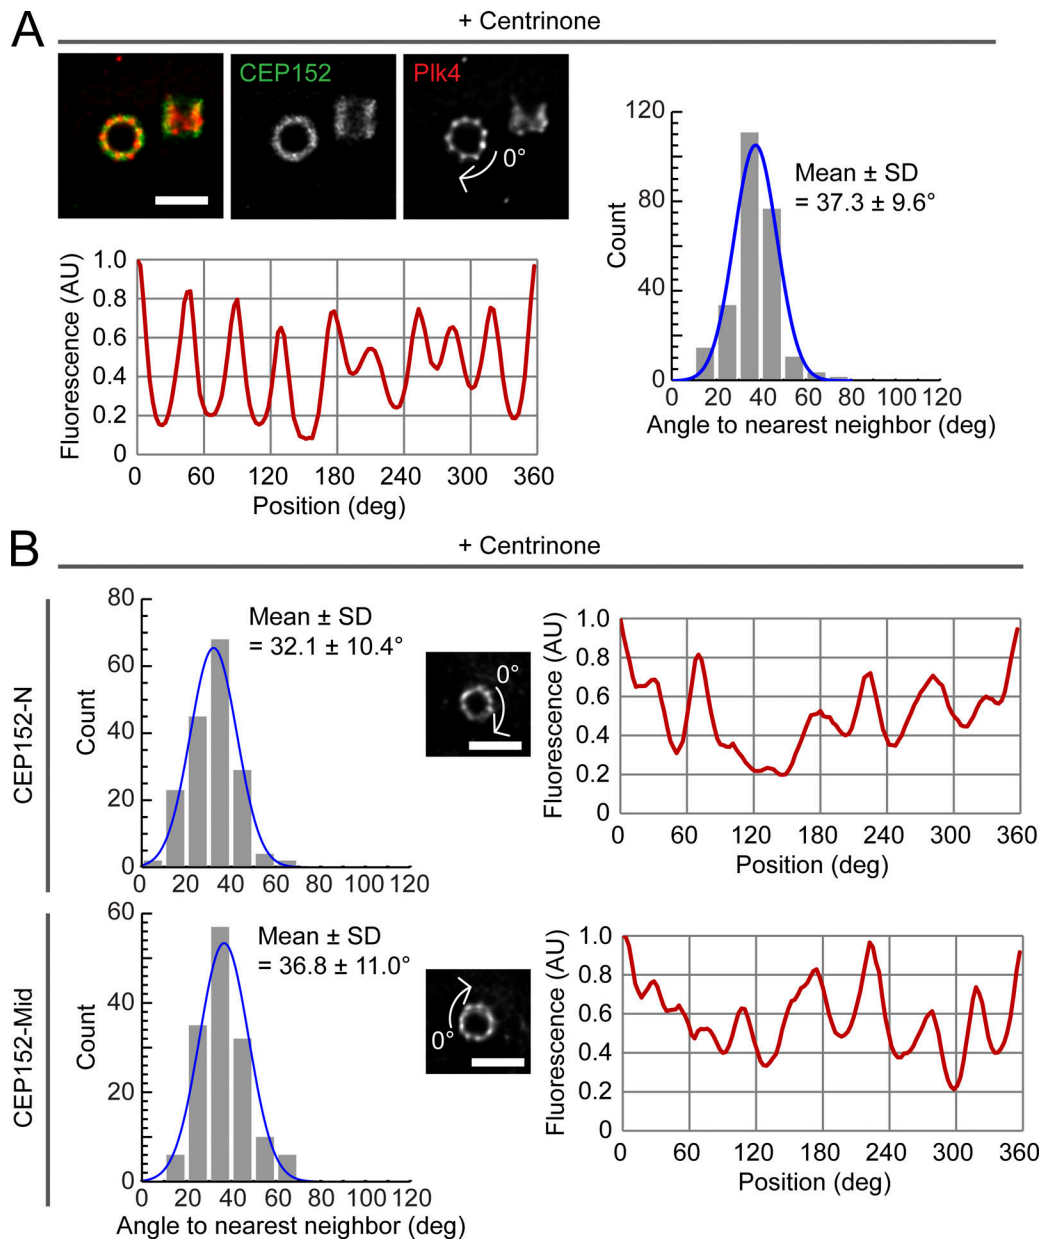 A
+ Centrinone
CEP152
Plk4
0°
120
80
40
0
Count
Mean ± SD
= 37.3 ± 9.6°
0 20 40 60 80 100 120
Angle to nearest neighbor (deg)
1.0
0.8
0.6
0.4
0.2
0
Fluorescence (AU)
0 60 120 180 240 300 360
Position (deg)
B
+ Centrinone
CEP152-N
80
60
40
20
0
Count
Mean ± SD
= 32.1 ± 10.4°
0 20 40 60 80 100 120
0°
1.0
0.8
0.6
0.4
0.2
0
Fluorescence (AU)
0 60 120 180 240 300 360
Position (deg)
CEP152-Mid
60
40
20
0
Count
Mean ± SD
= 36.8 ± 11.0°
0 20 40 60 80 100 120
Angle to nearest neighbor (deg)
0°
1.0
0.8
0.6
0.4
0.2
0
Fluorescence (AU)
0 60 120 180 240 300 360
Position (deg)